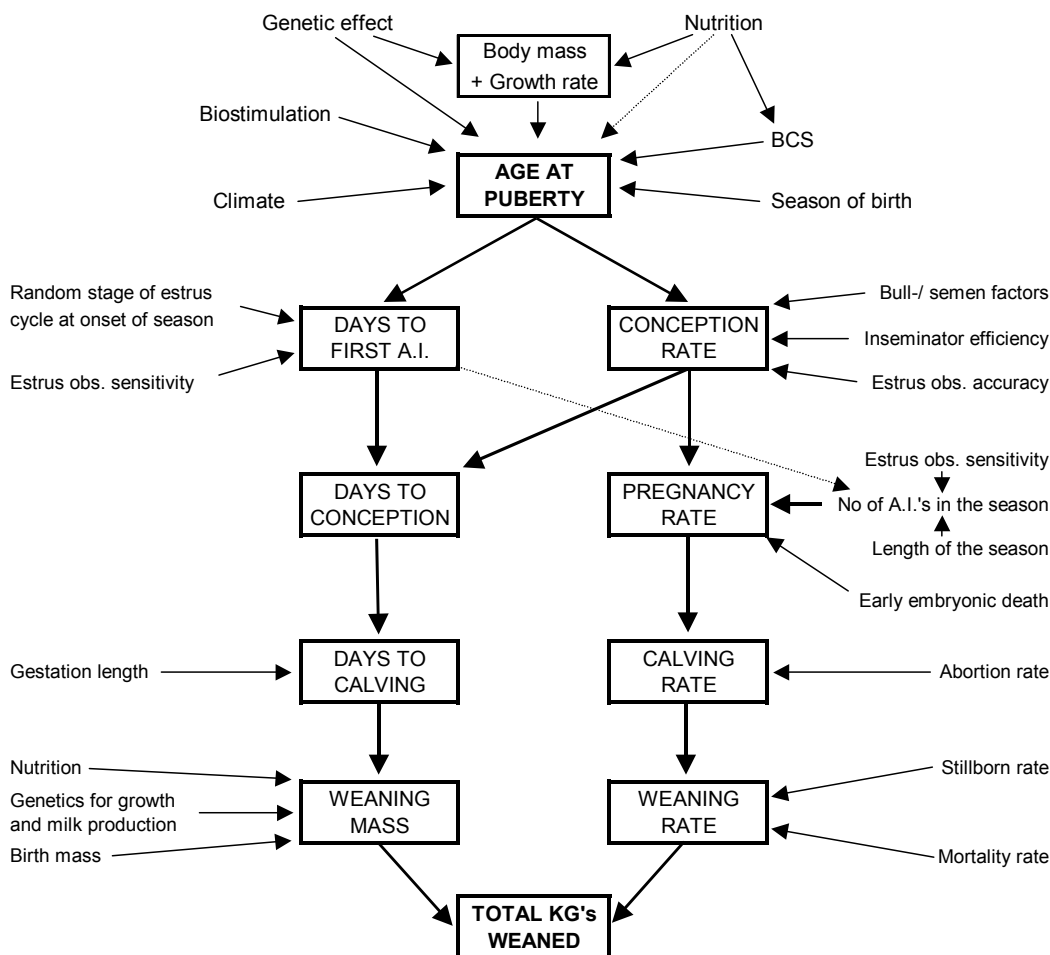 Genetic effect
Nutrition
Body mass
+ Growth rate
Biostimulation
BCS
AGE AT
PUBERTY
Climate
Season of birth
Random stage of estrus
cycle at onset of season
Estrus obs. sensitivity
DAYS TO
FIRST A.I.
CONCEPTION
RATE
Bull-/ semen factors
Inseminator efficiency
Estrus obs. accuracy
DAYS TO
CONCEPTION
PREGNANCY
RATE
Estrus obs. sensitivity
No of A.I.'s in the season
Length of the season
Early embryonic death
Gestation length
DAYS TO
CALVING
CALVING
RATE
Abortion rate
Nutrition
Genetics for growth
and milk production
Birth mass
WEANING
MASS
WEANING
RATE
Stillborn rate
Mortality rate
TOTAL KG's
WEANED